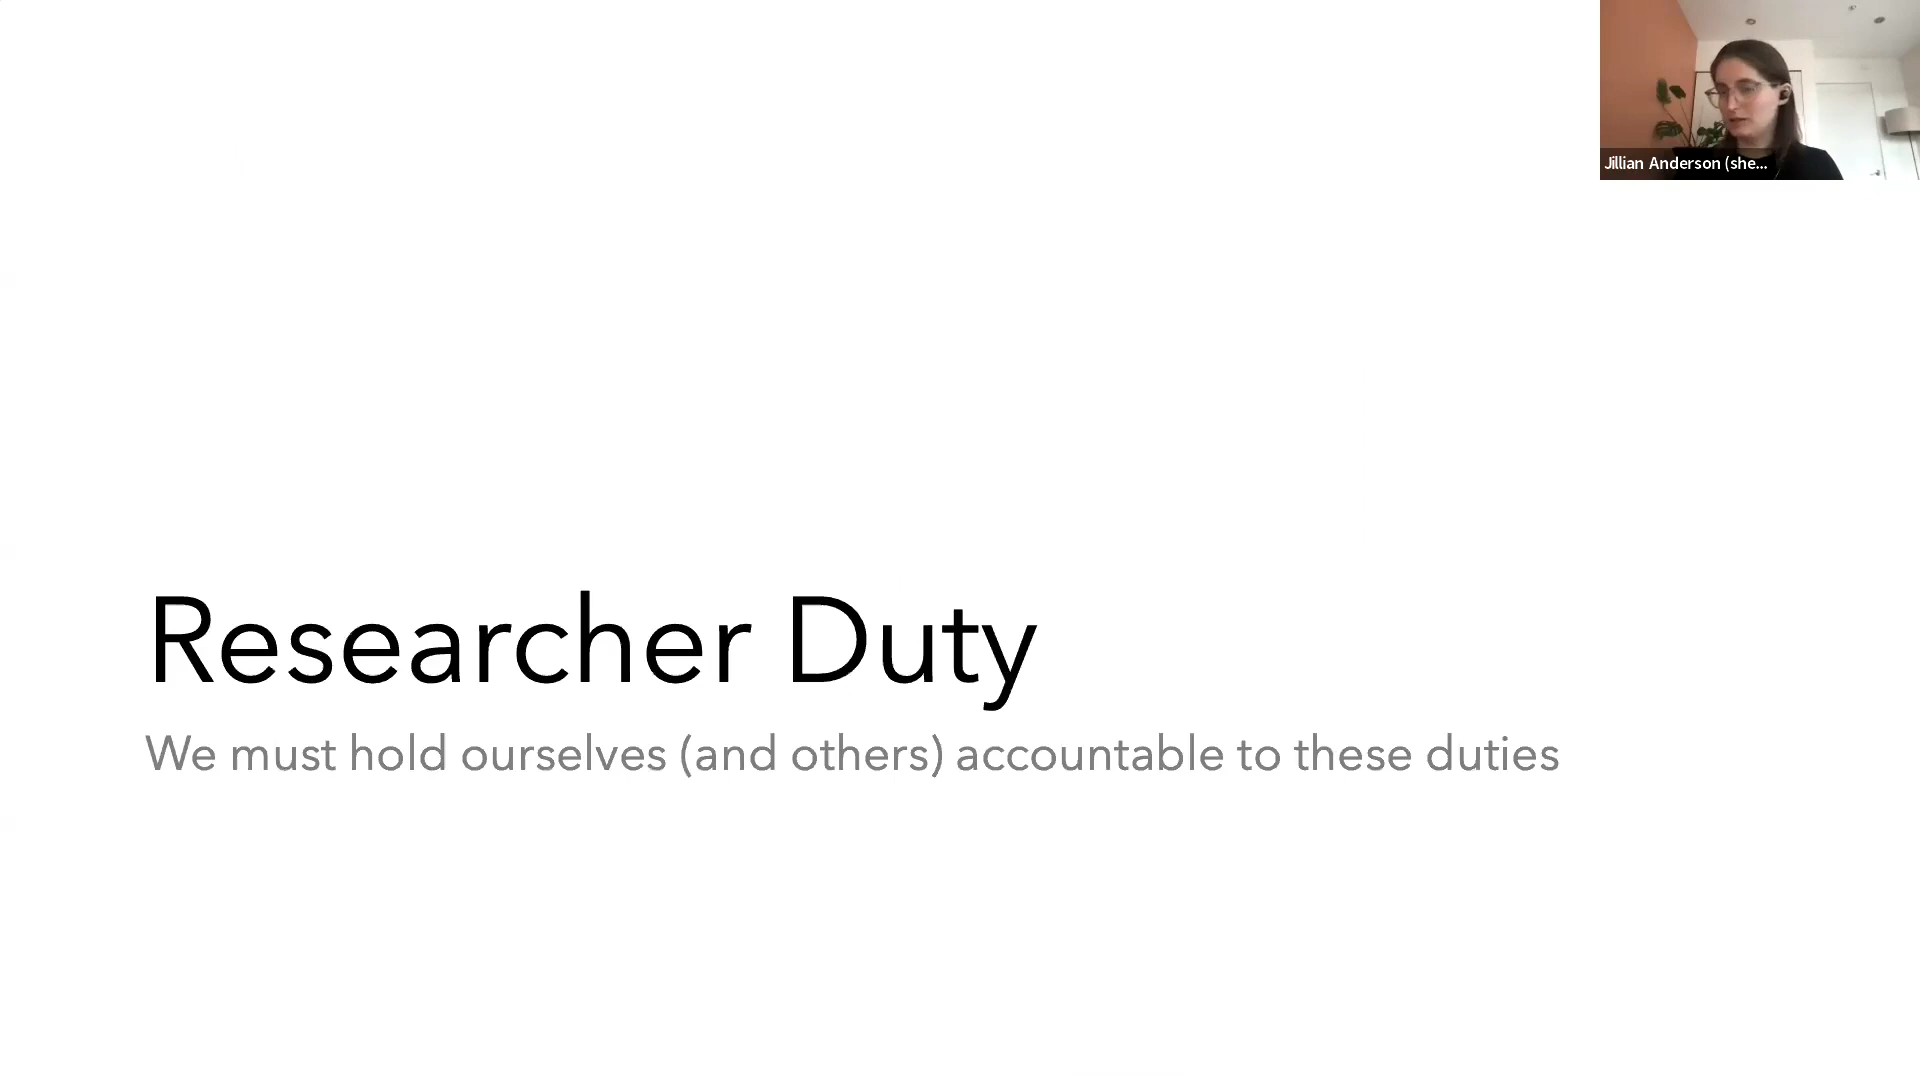 Jillian Anderson (she...
Researcher Duty
We must hold ourselves (and others) accountable to these duties